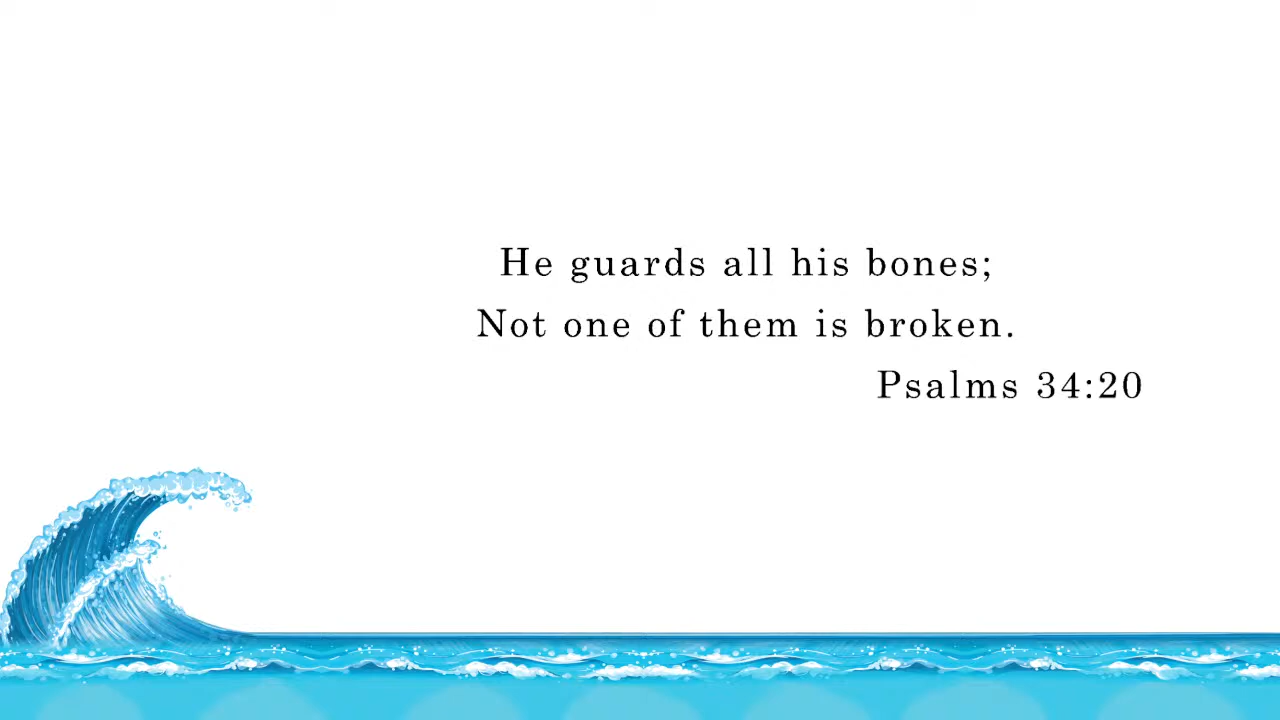 He guards all his bones;
Not one of them is broken.
Psalms 34:20